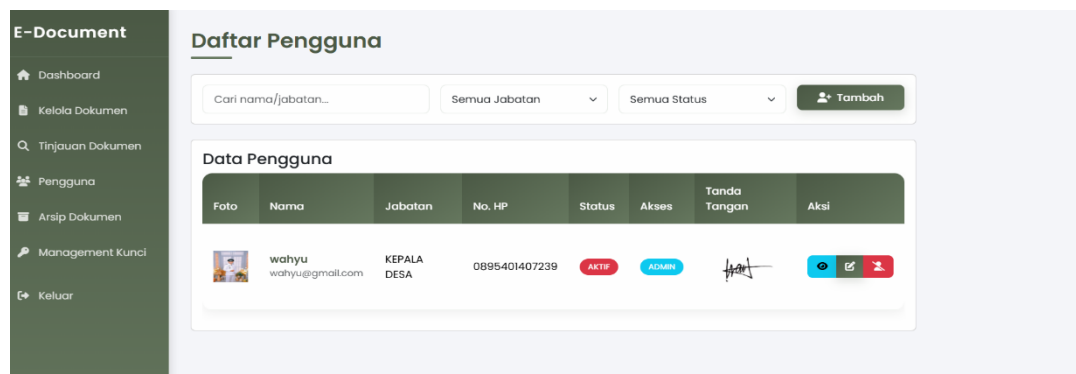 E-Document
Dashboard
Kelola Dokumen
Tinjauan Dokumen
Pengguna
Arsip Dokumen
Management Kunci
Keluar
Daftar Pengguna
Cari nama/jabatan...
Semua Jabatan
Semua Status
Tambah
Data Pengguna
Foto
Nama
Jabatan
No. HP
Status
Akses
Tanda
Tangan
Aksi
wahyu
wahyu@gmail.com
KEPALA
DESA
0895401407239
AKTIF
ADMIN